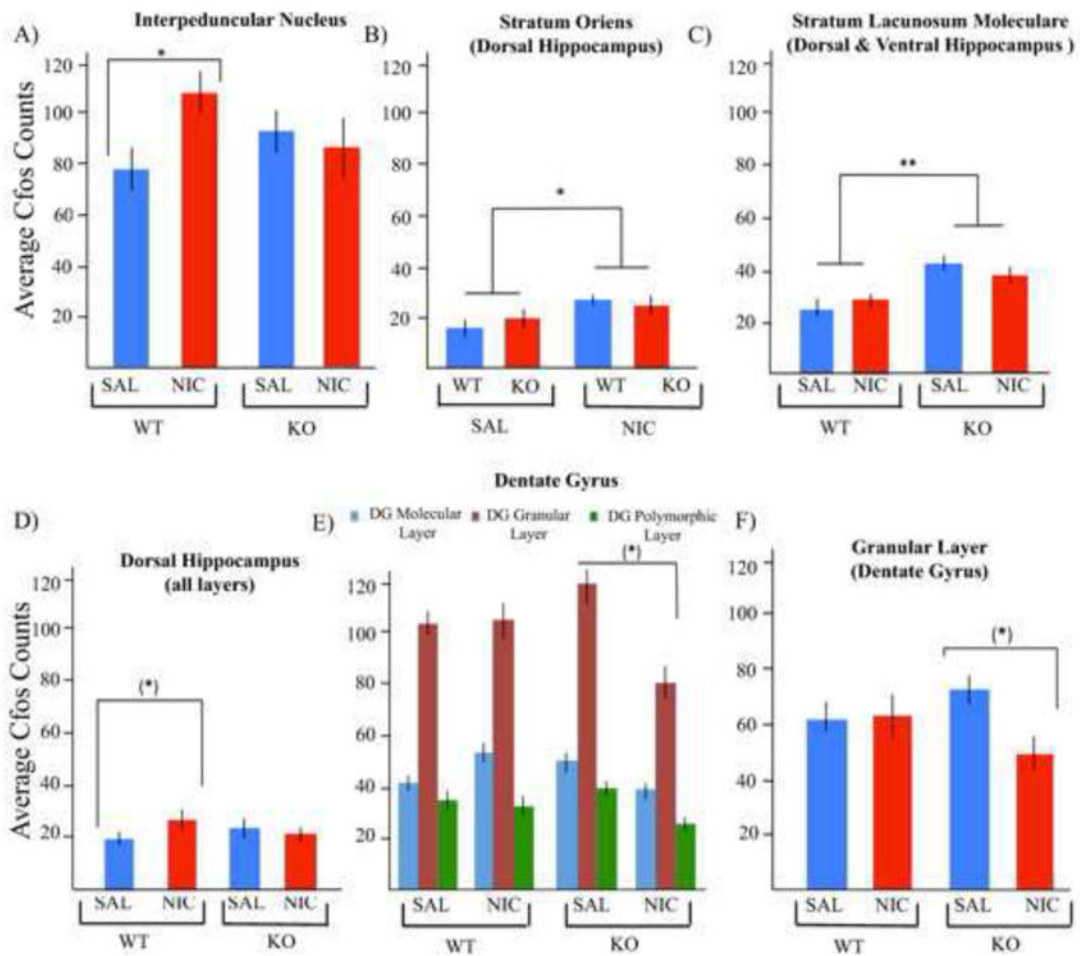 A)
Interpeduncular Nucleus
*
Average Cfos Counts
120
100
80
60
40
20
SAL NIC SAL NIC
WT KO
B)
Stratum Oriens
(Dorsal Hippocampus)
*
120
100
80
60
40
20
WT KO WT KO
SAL NIC
C)
Stratum Lacunosum Moleculare
(Dorsal & Ventral Hippocampus )
**
120
100
80
60
40
20
SAL NIC SAL NIC
WT KO
D)
Dorsal Hippocampus
(all layers)
(*)
Average Cfos Counts
120
100
80
60
40
20
SAL NIC SAL NIC
WT KO
Dentate Gyrus
E)
DG Molecular Layer
DG Granular Layer
DG Polymorphic Layer
(*)
120
100
80
60
40
20
SAL NIC SAL NIC
WT KO
F)
Granular Layer
(Dentate Gyrus)
(*)
120
100
80
60
40
20
SAL NIC SAL NIC
WT KO